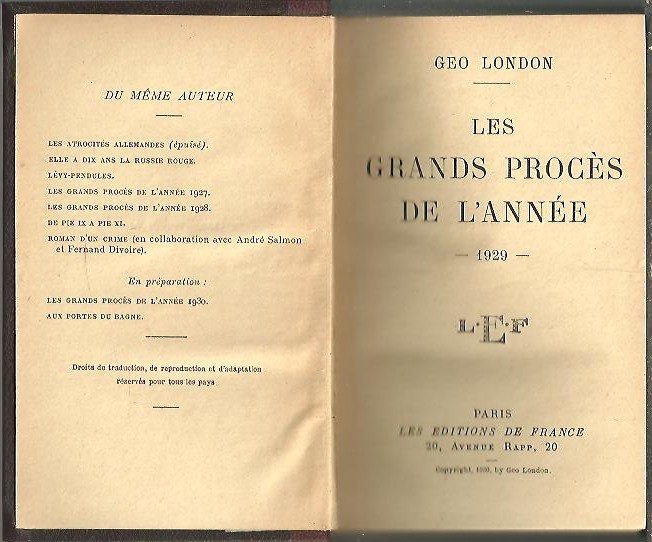 DU MÊME AUTEUR
LES ATROCITÉS ALLEMANDES (épuisé).
ELLE A DIX ANS LA RUSSIE ROUGE.
LÉVY-PENDULES.
LES GRANDS PROCÈS DE L'ANNÉE 1927.
LES GRANDS PROCÈS DE L'ANNÉE 1928.
DE PIE IX A PIE XI.
ROMAN D'UN CRIME (en collaboration avec André Salmon
et Fernand Divoire).
En préparation :
LES GRANDS PROCÈS DE L'ANNÉE 1930.
AUX PORTES DU BAGNE.
Droits de traduction, de reproduction et d'adaptation
réservés pour tous les pays
GEO LONDON
LES
GRANDS PROCÈS
DE L'ANNÉE
— 1929 —
L·E·F
PARIS
LES EDITIONS DE FRANCE
20, AVENUE RAPP, 20
Copyright, 1930, by Geo London.